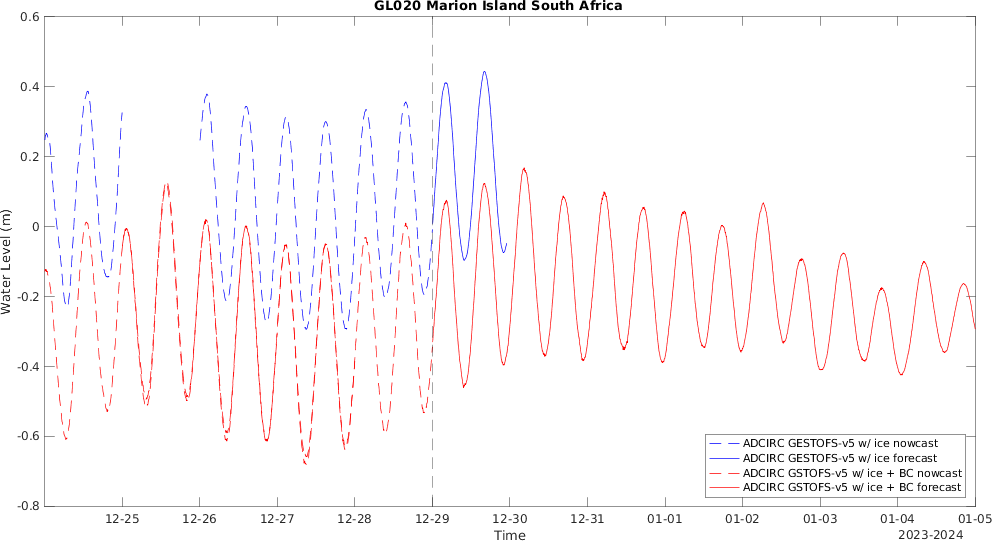 GL020 Marion Island South Africa
0.6
0.4
0.2
0
-0.2
-0.4
-0.6
-0.8
Water Level (m)
ADCIRC GESTOFS-v5 w/ ice nowcast
ADCIRC GESTOFS-v5 w/ ice forecast
ADCIRC GSTOFS-v5 w/ ice + BC nowcast
ADCIRC GSTOFS-v5 w/ ice + BC forecast
12-25 12-26 12-27 12-28 12-29 12-30 12-31 01-01 01-02 01-03 01-04 01-05
Time
2023-2024